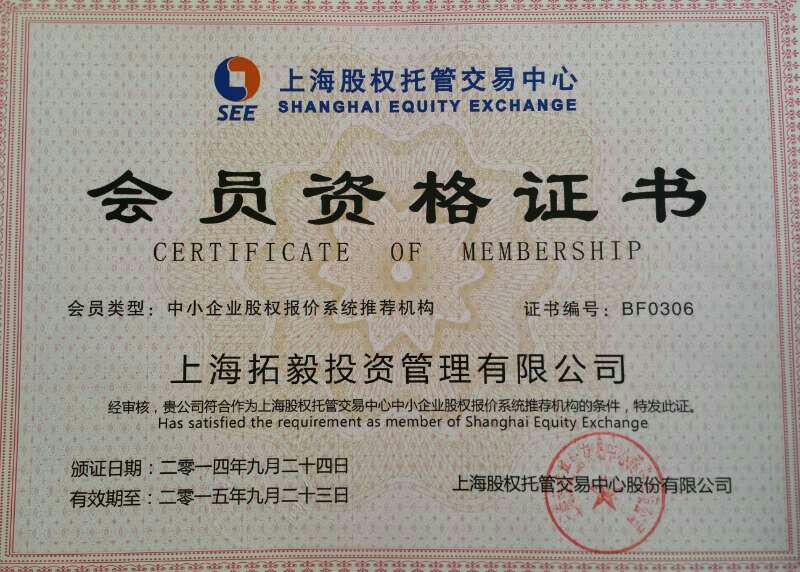 上海股权托管交易中心
SEE
SHANGHAI EQUITY EXCHANGE
会员资格证书
CERTIFICATE OF MEMBERSHIP
会员类型：中小企业股权报价系统推荐机构 证书编号：BF0306
上海拓毅投资管理有限公司
经审核，贵公司符合作为上海股权托管交易中心中小企业股权报价系统推荐机构的条件，特发此证。
Has satisfied the requirement as member of Shanghai Equity Exchange
颁证日期：二零一四年九月二十四日
有效期至：二零一五年九月二十三日
上海股权托管交易中心股份有限公司